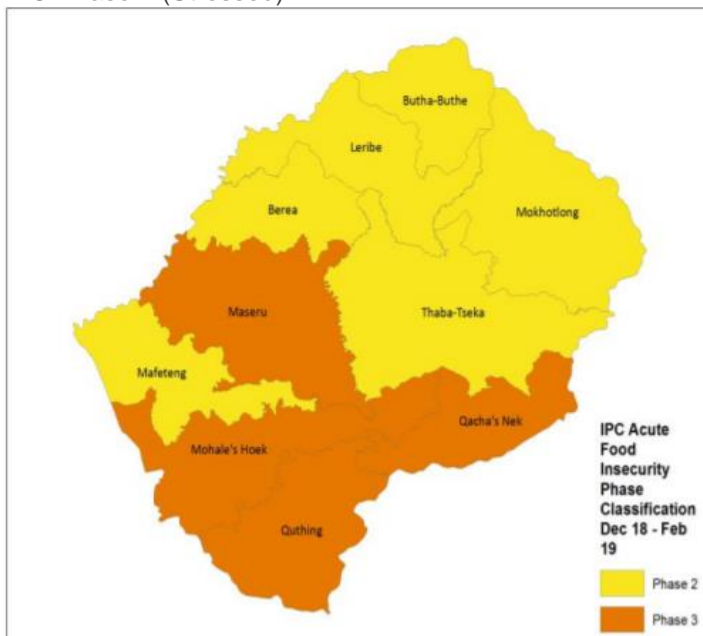 Butha-Buthe
Leribe
Berea
Mokhotlong
Maseru
Thaba-Tseka
Mafeteng
Qacha's Nek
Mohale's Hoek
Quthing
IPC Acute
Food
Insecurity
Phase
Classification
Dec 18 - Feb
19
Phase 2
Phase 3